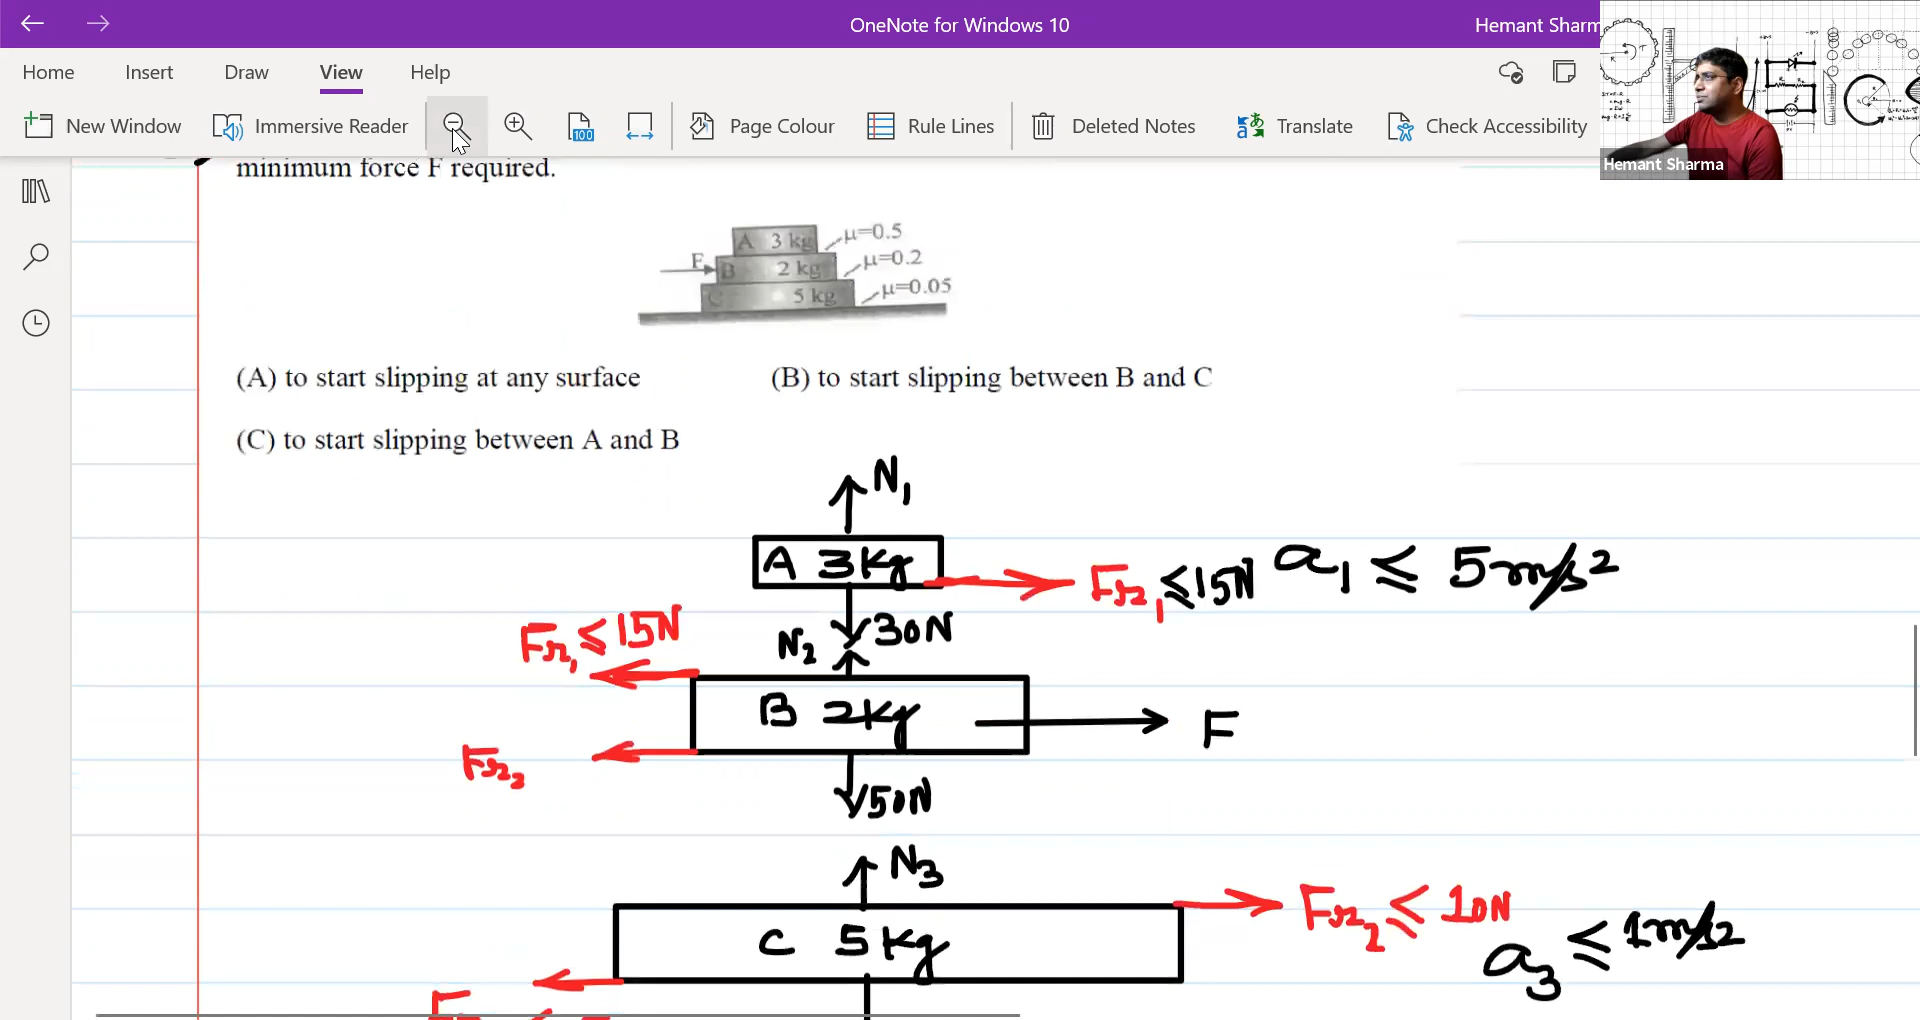 OneNote for Windows 10
Hemant Sharm
Home Insert Draw View Help
New Window Immersive Reader 100 Page Colour Rule Lines Deleted Notes Translate Check Accessibility
Hemant Sharma
minimum force F required.
A 3 kg μ=0.5
F B 2 kg μ=0.2
C 5 kg μ=0.05
(A) to start slipping at any surface (B) to start slipping between B and C
(C) to start slipping between A and B
N₁
A 3kg Fr₁ ≤ 15N a₁ ≤ 5m/s²
Fr₁ ≤ 15N N₂ 30N
B 2kg F
Fr₂
50N
N₃
C 5kg Fr₂ ≤ 10N
a₃ ≤ 1m/s²